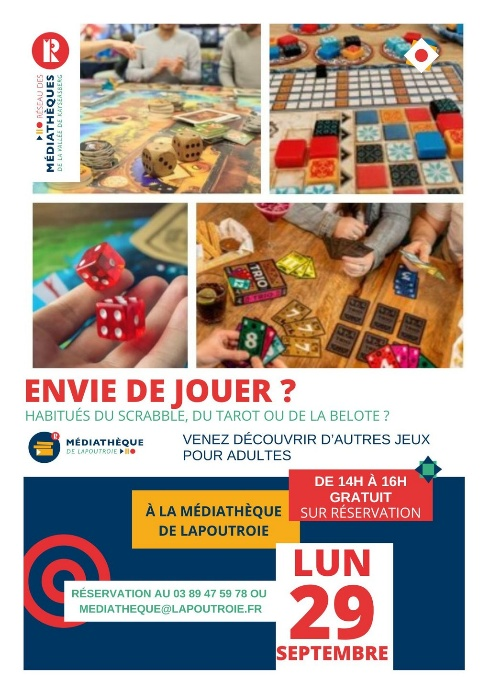 RÉSEAU DES
MÉDIATHÈQUES
DE LA VALLÉE DE KAYSERSBERG
TRIO
TRIO
8
ENVIE DE JOUER ?
HABITUÉS DU SCRABBLE, DU TAROT OU DE LA BELOTE ?
MÉDIATHÈQUE
DE LAPOUTROIE
VENEZ DÉCOUVRIR D'AUTRES JEUX
POUR ADULTES
DE 14H À 16H
GRATUIT
SUR RÉSERVATION
À LA MÉDIATHÈQUE
DE LAPOUTROIE
LUN
29
SEPTEMBRE
RÉSERVATION AU 03 89 47 59 78 OU
MEDIATHEQUE@LAPOUTROIE.FR